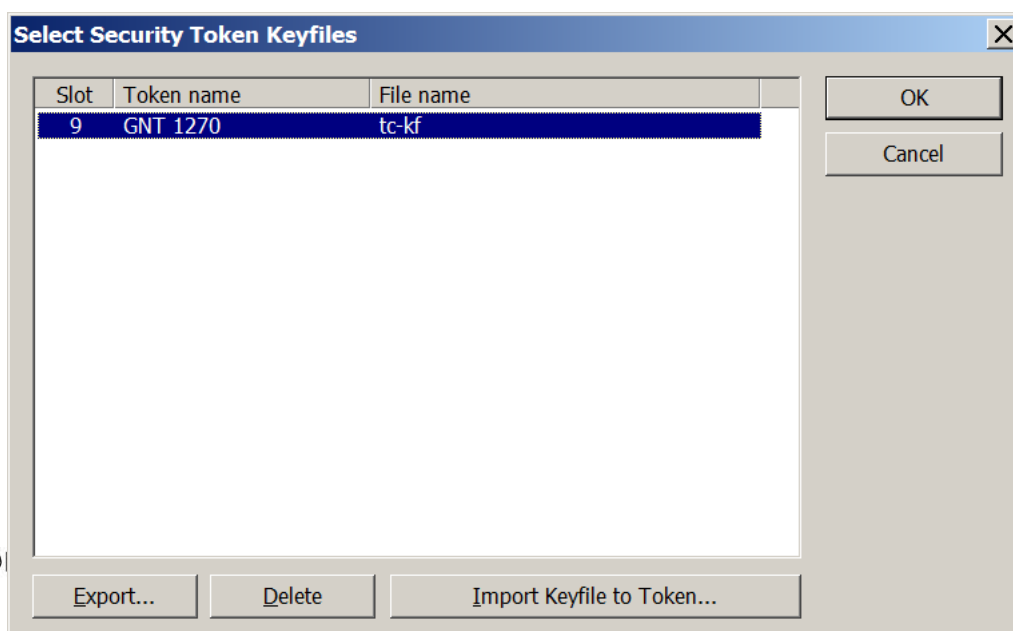 Select Security Token Keyfiles
Slot Token name File name
9 GNT 1270 tc-kf
OK
Cancel
Export... Delete Import Keyfile to Token...